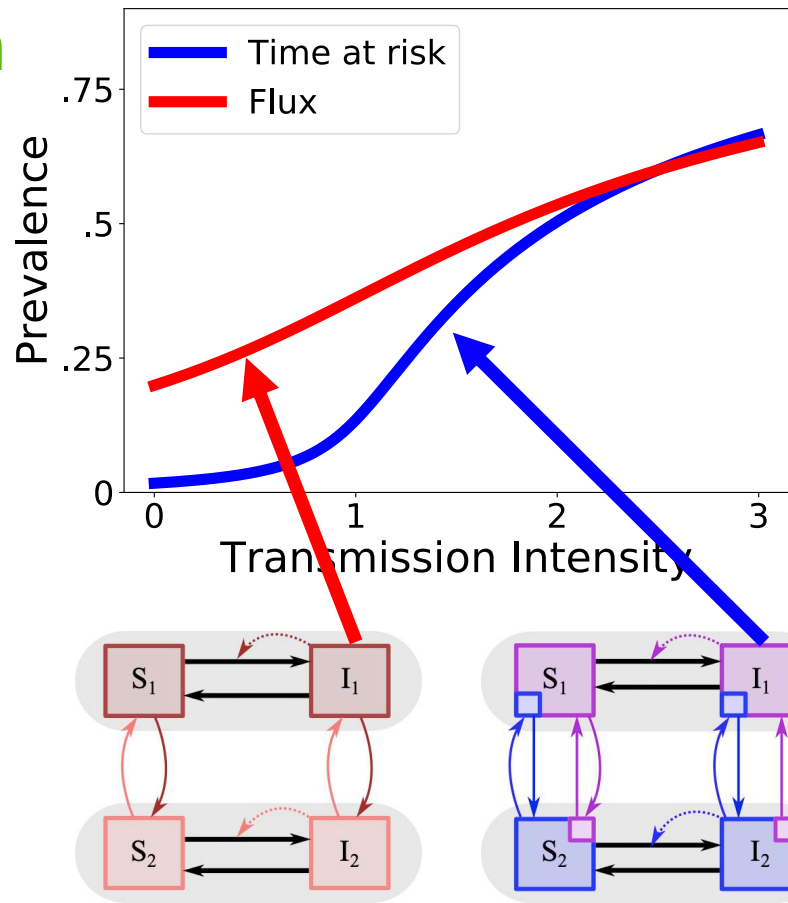 n
Time at risk
Flux
.75
.5
.25
0
Prevalence
0 1 2 3
Transmission Intensity
S₁ I₁ S₁ I₁
S₂ I₂ S₂ I₂